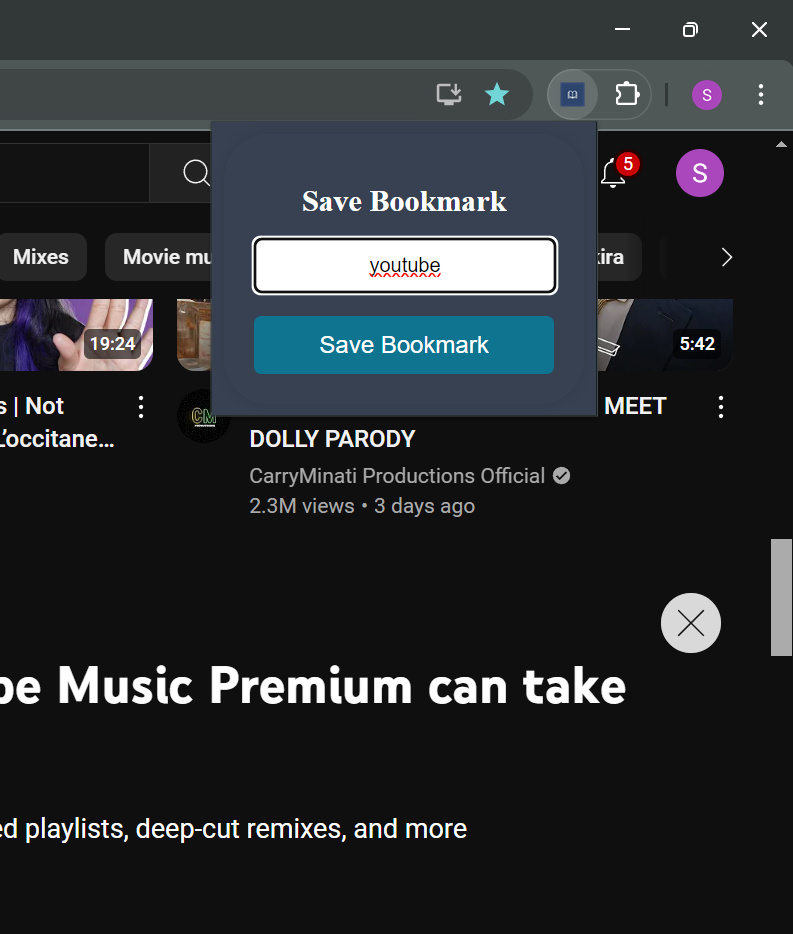 S
5
S
Save Bookmark
youtube
Save Bookmark
Mixes
Movie mu
kira
19:24
5:42
s | Not
L'occitane...
CM
MEET
DOLLY PARODY
CarryMinati Productions Official
2.3M views • 3 days ago
be Music Premium can take
ed playlists, deep-cut remixes, and more